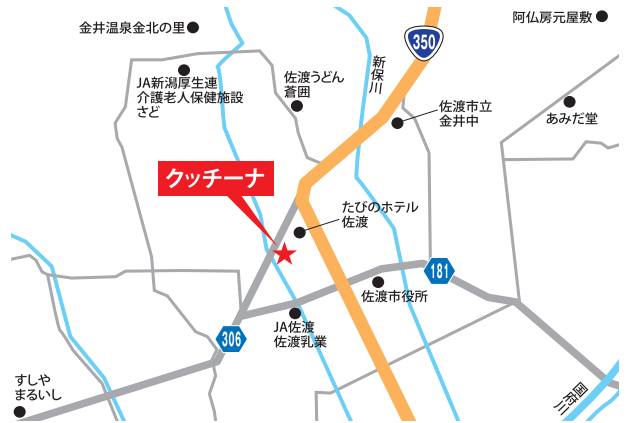 金井温泉金北の里
阿仏房元屋敷
350
新保川
JA新潟厚生連
介護老人保健施設
さど
佐渡うどん
蒼囲
佐渡市立
金井中
あみだ堂
クッチーナ
たびのホテル
佐渡
181
佐渡市役所
JA佐渡
佐渡乳業
306
すしや
まるいし
国府川